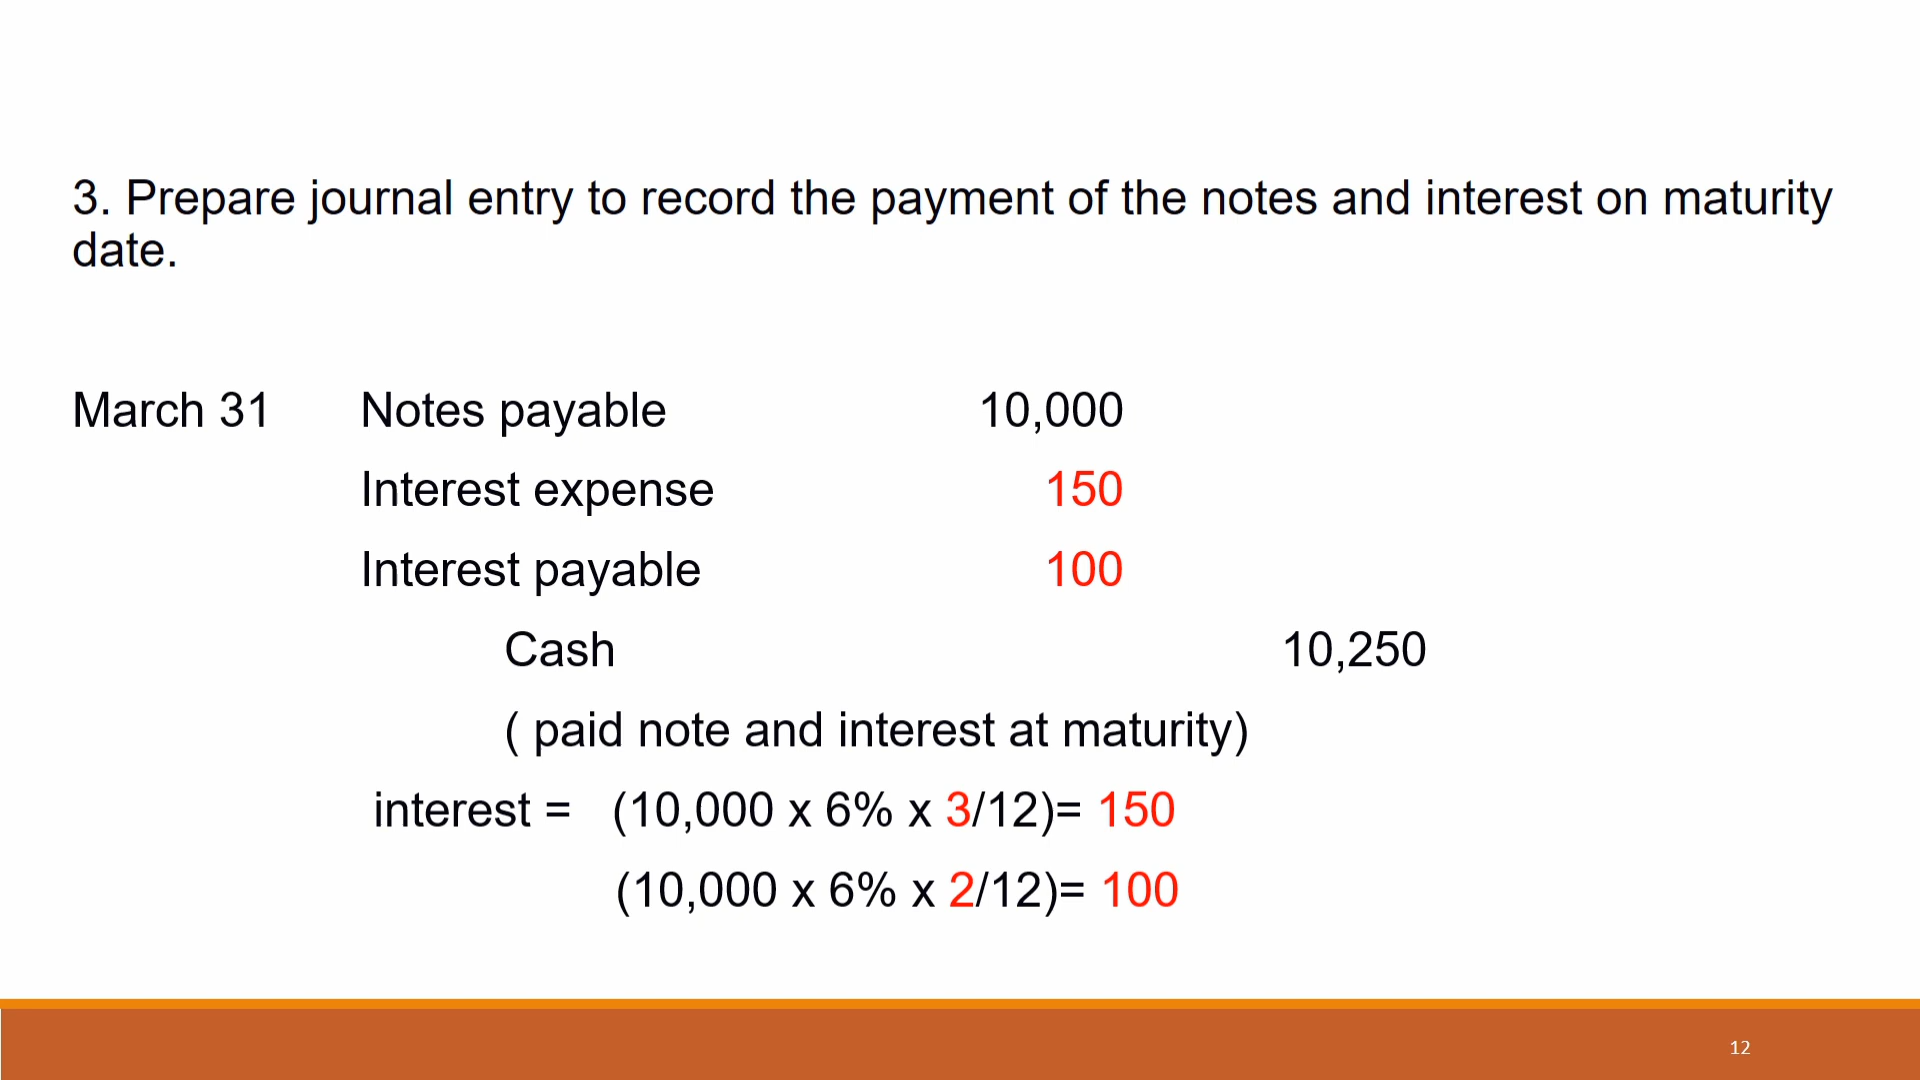 3. Prepare journal entry to record the payment of the notes and interest on maturity
date.
March 31 Notes payable 10,000
Interest expense 150
Interest payable 100
Cash 10,250
( paid note and interest at maturity)
interest = (10,000 x 6% x 3/12)= 150
(10,000 x 6% x 2/12)= 100
12